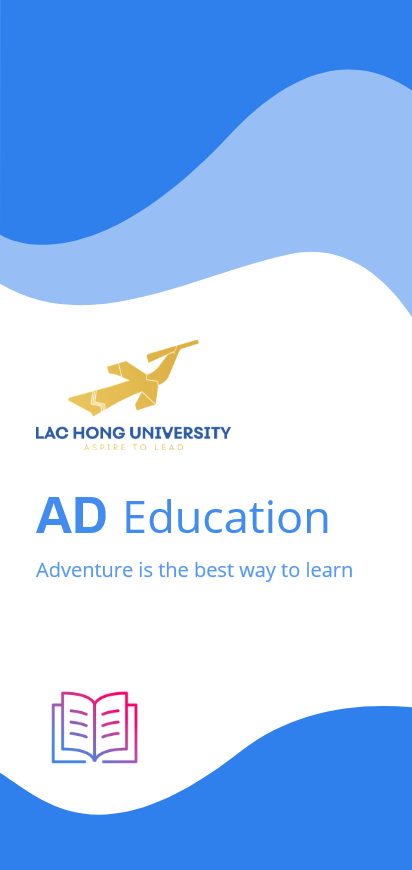 LAC HONG UNIVERSITY
ASPIRE TO LEAD
AD Education
Adventure is the best way to learn